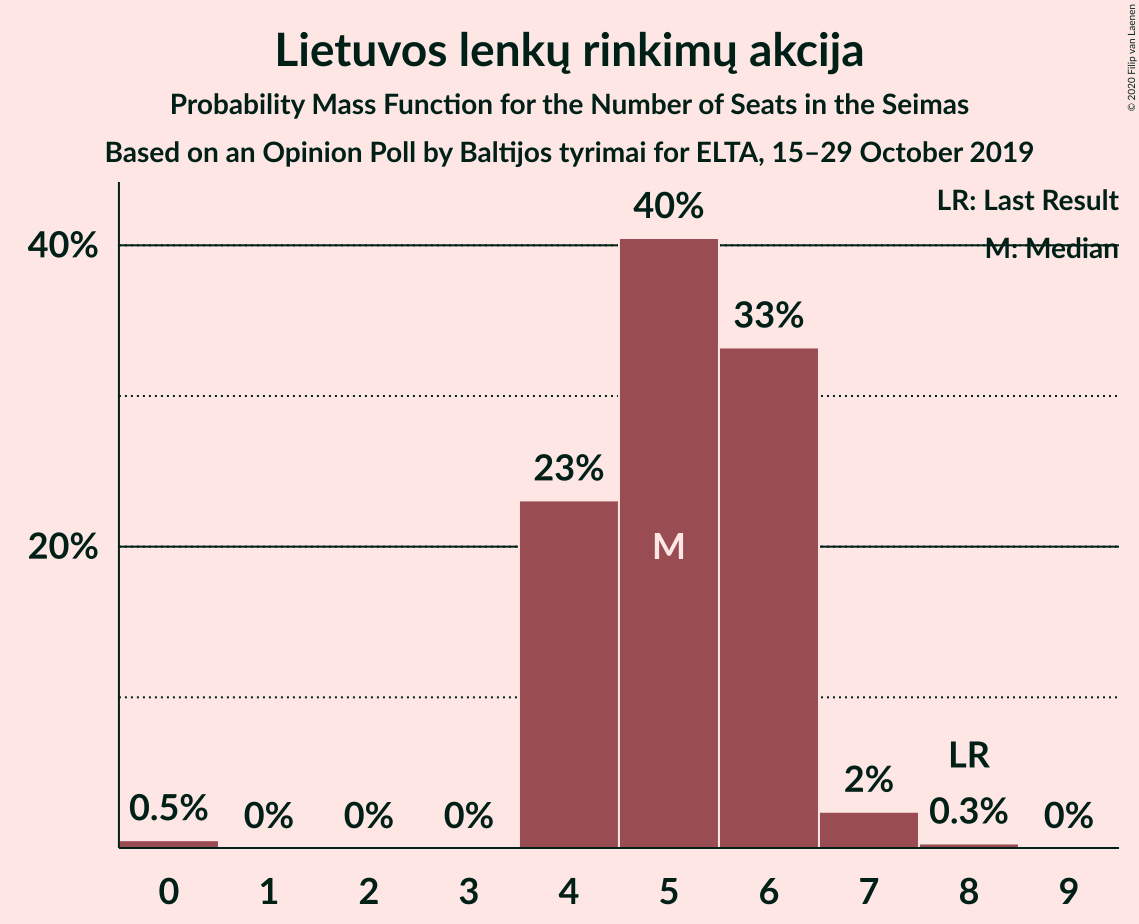 Lietuvos lenkų rinkimų akcija
Probability Mass Function for the Number of Seats in the Seimas
Based on an Opinion Poll by Baltijos tyrimai for ELTA, 15–29 October 2019
© 2020 Filip van Laenen
LR: Last Result
M: Median
40%
20%
0.5%
0%
0%
0%
23%
40%
M
33%
2%
LR
0.3%
0%
0 1 2 3 4 5 6 7 8 9